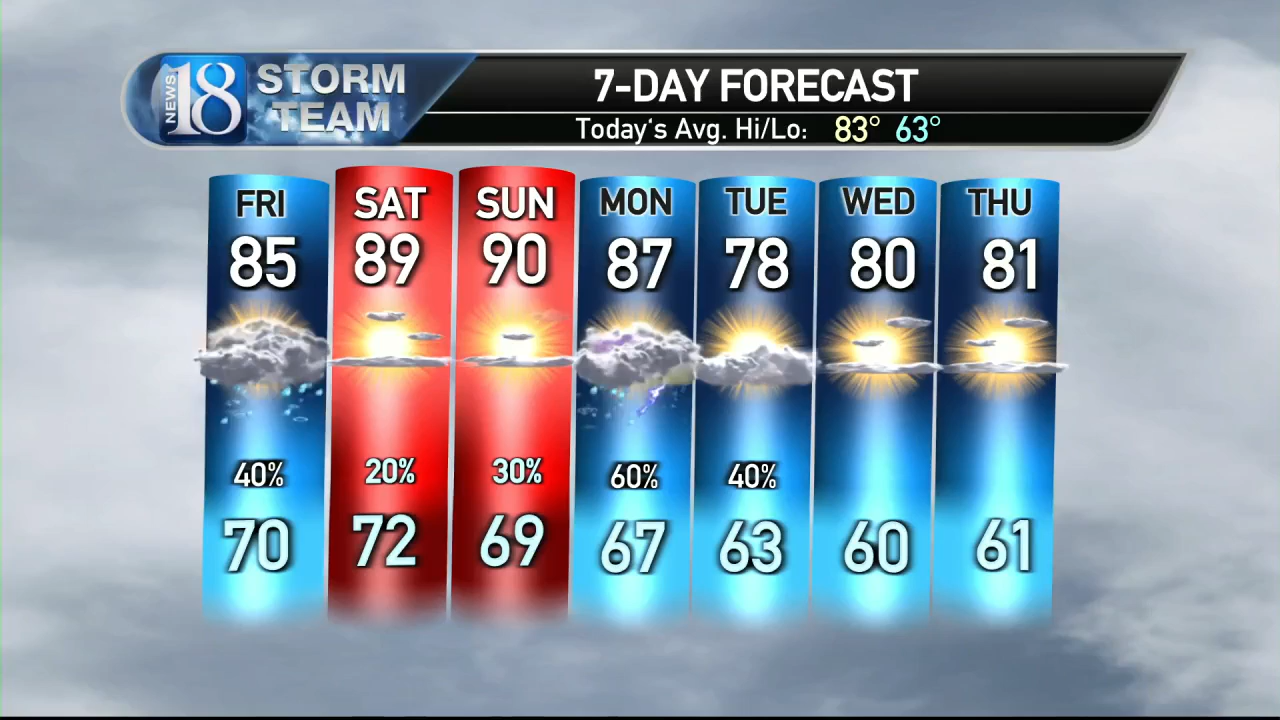 NEWS 18 STORM TEAM
7-DAY FORECAST
Today's Avg. Hi/Lo: 83° 63°
FRI SAT SUN MON TUE WED THU
85 89 90 87 78 80 81
40% 20% 30% 60% 40%
70 72 69 67 63 60 61